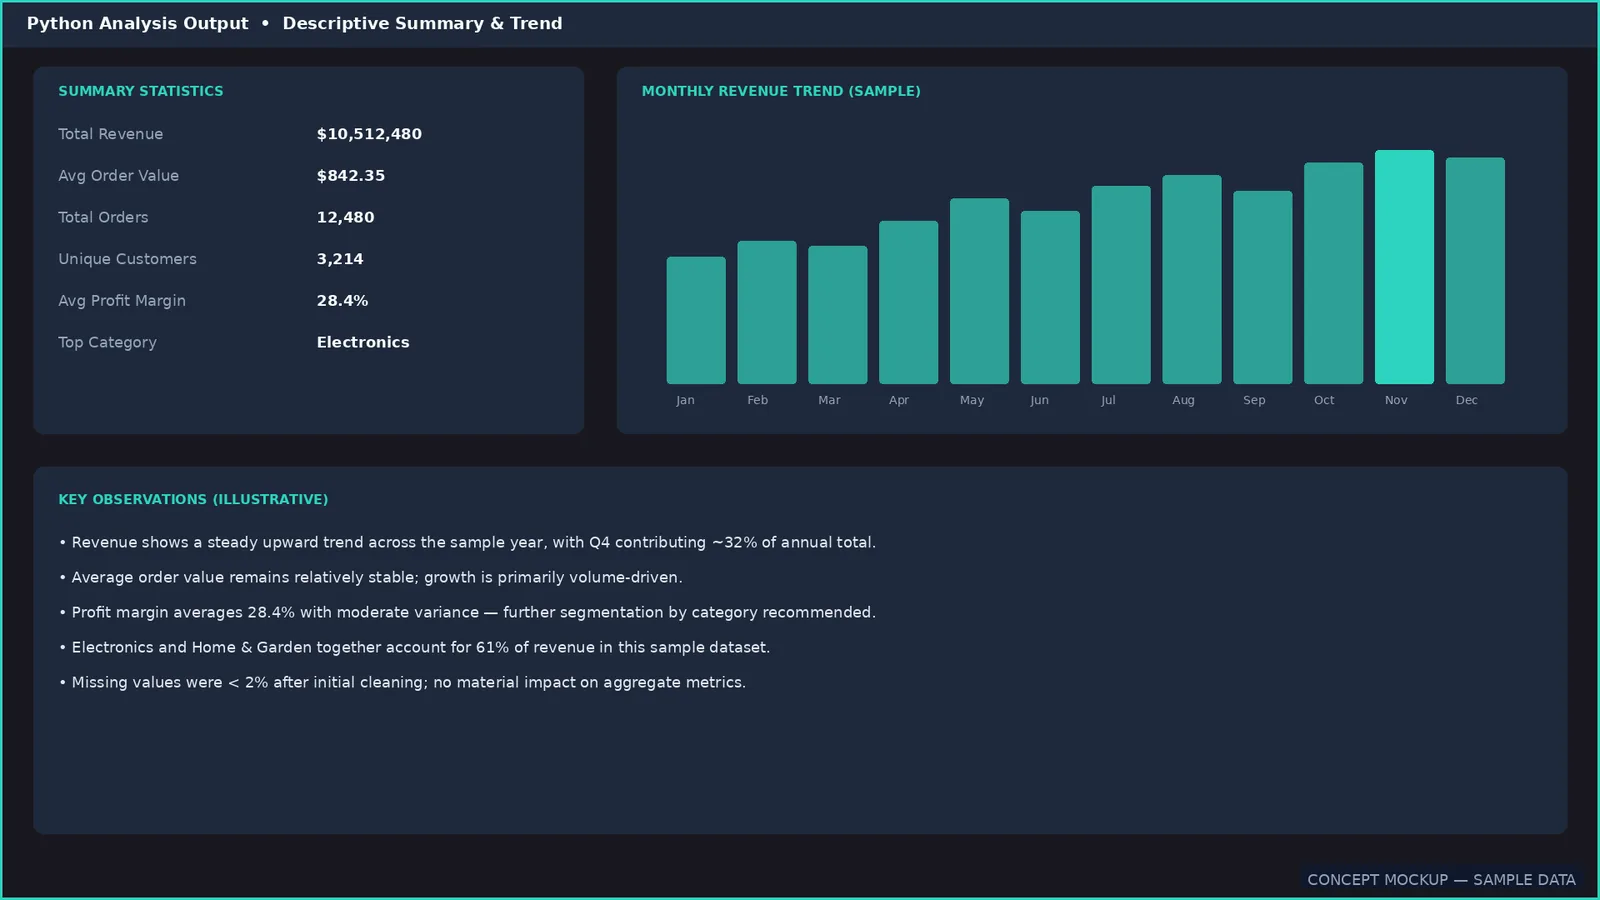 Python Analysis Output • Descriptive Summary & Trend
SUMMARY STATISTICS
Total Revenue $10,512,480
Avg Order Value $842.35
Total Orders 12,480
Unique Customers 3,214
Avg Profit Margin 28.4%
Top Category Electronics
MONTHLY REVENUE TREND (SAMPLE)
Jan Feb Mar Apr May Jun Jul Aug Sep Oct Nov Dec
KEY OBSERVATIONS (ILLUSTRATIVE)
• Revenue shows a steady upward trend across the sample year, with Q4 contributing ~32% of annual total.
• Average order value remains relatively stable; growth is primarily volume-driven.
• Profit margin averages 28.4% with moderate variance — further segmentation by category recommended.
• Electronics and Home & Garden together account for 61% of revenue in this sample dataset.
• Missing values were < 2% after initial cleaning; no material impact on aggregate metrics.
CONCEPT MOCKUP — SAMPLE DATA